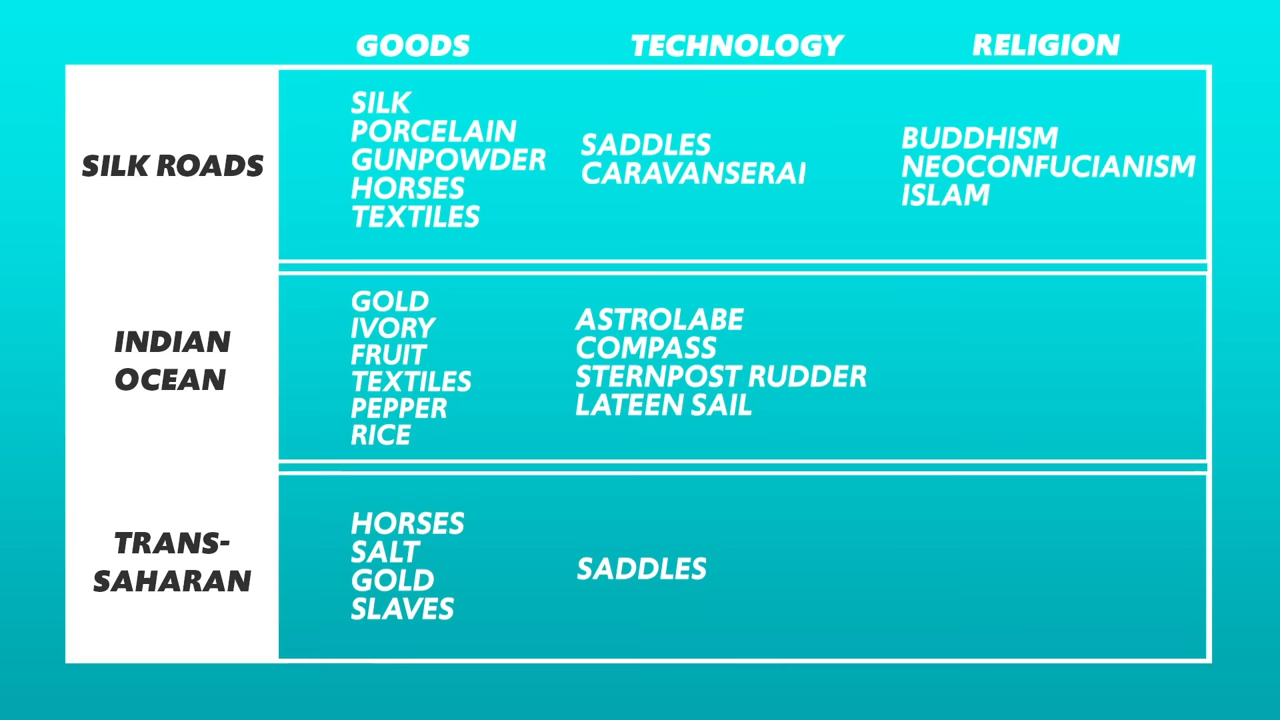 GOODS TECHNOLOGY RELIGION
SILK ROADS
SILK
PORCELAIN
GUNPOWDER
HORSES
TEXTILES
SADDLES
CARAVANSERAI
BUDDHISM
NEOCONFUCIANISM
ISLAM
INDIAN
OCEAN
GOLD
IVORY
FRUIT
TEXTILES
PEPPER
RICE
ASTROLABE
COMPASS
STERNPOST RUDDER
LATEEN SAIL
TRANS-
SAHARAN
HORSES
SALT
GOLD
SLAVES
SADDLES